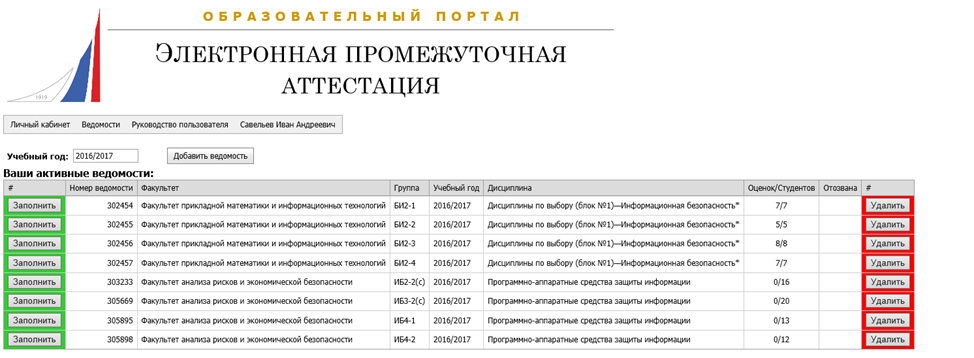 ОБРАЗОВАТЕЛЬНЫЙ ПОРТАЛ
ЭЛЕКТРОННАЯ ПРОМЕЖУТОЧНАЯ
АТТЕСТАЦИЯ
1919
Личный кабинет Ведомости Руководство пользователя Савельев Иван Андреевич
Учебный год: 2016/2017 Добавить ведомость
Ваши активные ведомости:
# Номер ведомости Факультет Группа Учебный год Дисциплина Оценок/Студентов Отозвана #
Заполнить 302454 Факультет прикладной математики и информационных технологий БИ2-1 2016/2017 Дисциплины по выбору (блок №1)—Информационная безопасность* 7/7 Удалить
Заполнить 302455 Факультет прикладной математики и информационных технологий БИ2-2 2016/2017 Дисциплины по выбору (блок №1)—Информационная безопасность* 5/5 Удалить
Заполнить 302456 Факультет прикладной математики и информационных технологий БИ2-3 2016/2017 Дисциплины по выбору (блок №1)—Информационная безопасность* 8/8 Удалить
Заполнить 302457 Факультет прикладной математики и информационных технологий БИ2-4 2016/2017 Дисциплины по выбору (блок №1)—Информационная безопасность* 7/7 Удалить
Заполнить 303233 Факультет анализа рисков и экономической безопасности ИБ2-2(с) 2016/2017 Программно-аппаратные средства защиты информации 0/16 Удалить
Заполнить 305669 Факультет анализа рисков и экономической безопасности ИБ3-2(с) 2016/2017 Программно-аппаратные средства защиты информации 0/20 Удалить
Заполнить 305895 Факультет анализа рисков и экономической безопасности ИБ4-1 2016/2017 Программно-аппаратные средства защиты информации 0/13 Удалить
Заполнить 305898 Факультет анализа рисков и экономической безопасности ИБ4-2 2016/2017 Программно-аппаратные средства защиты информации 0/12 Удалить